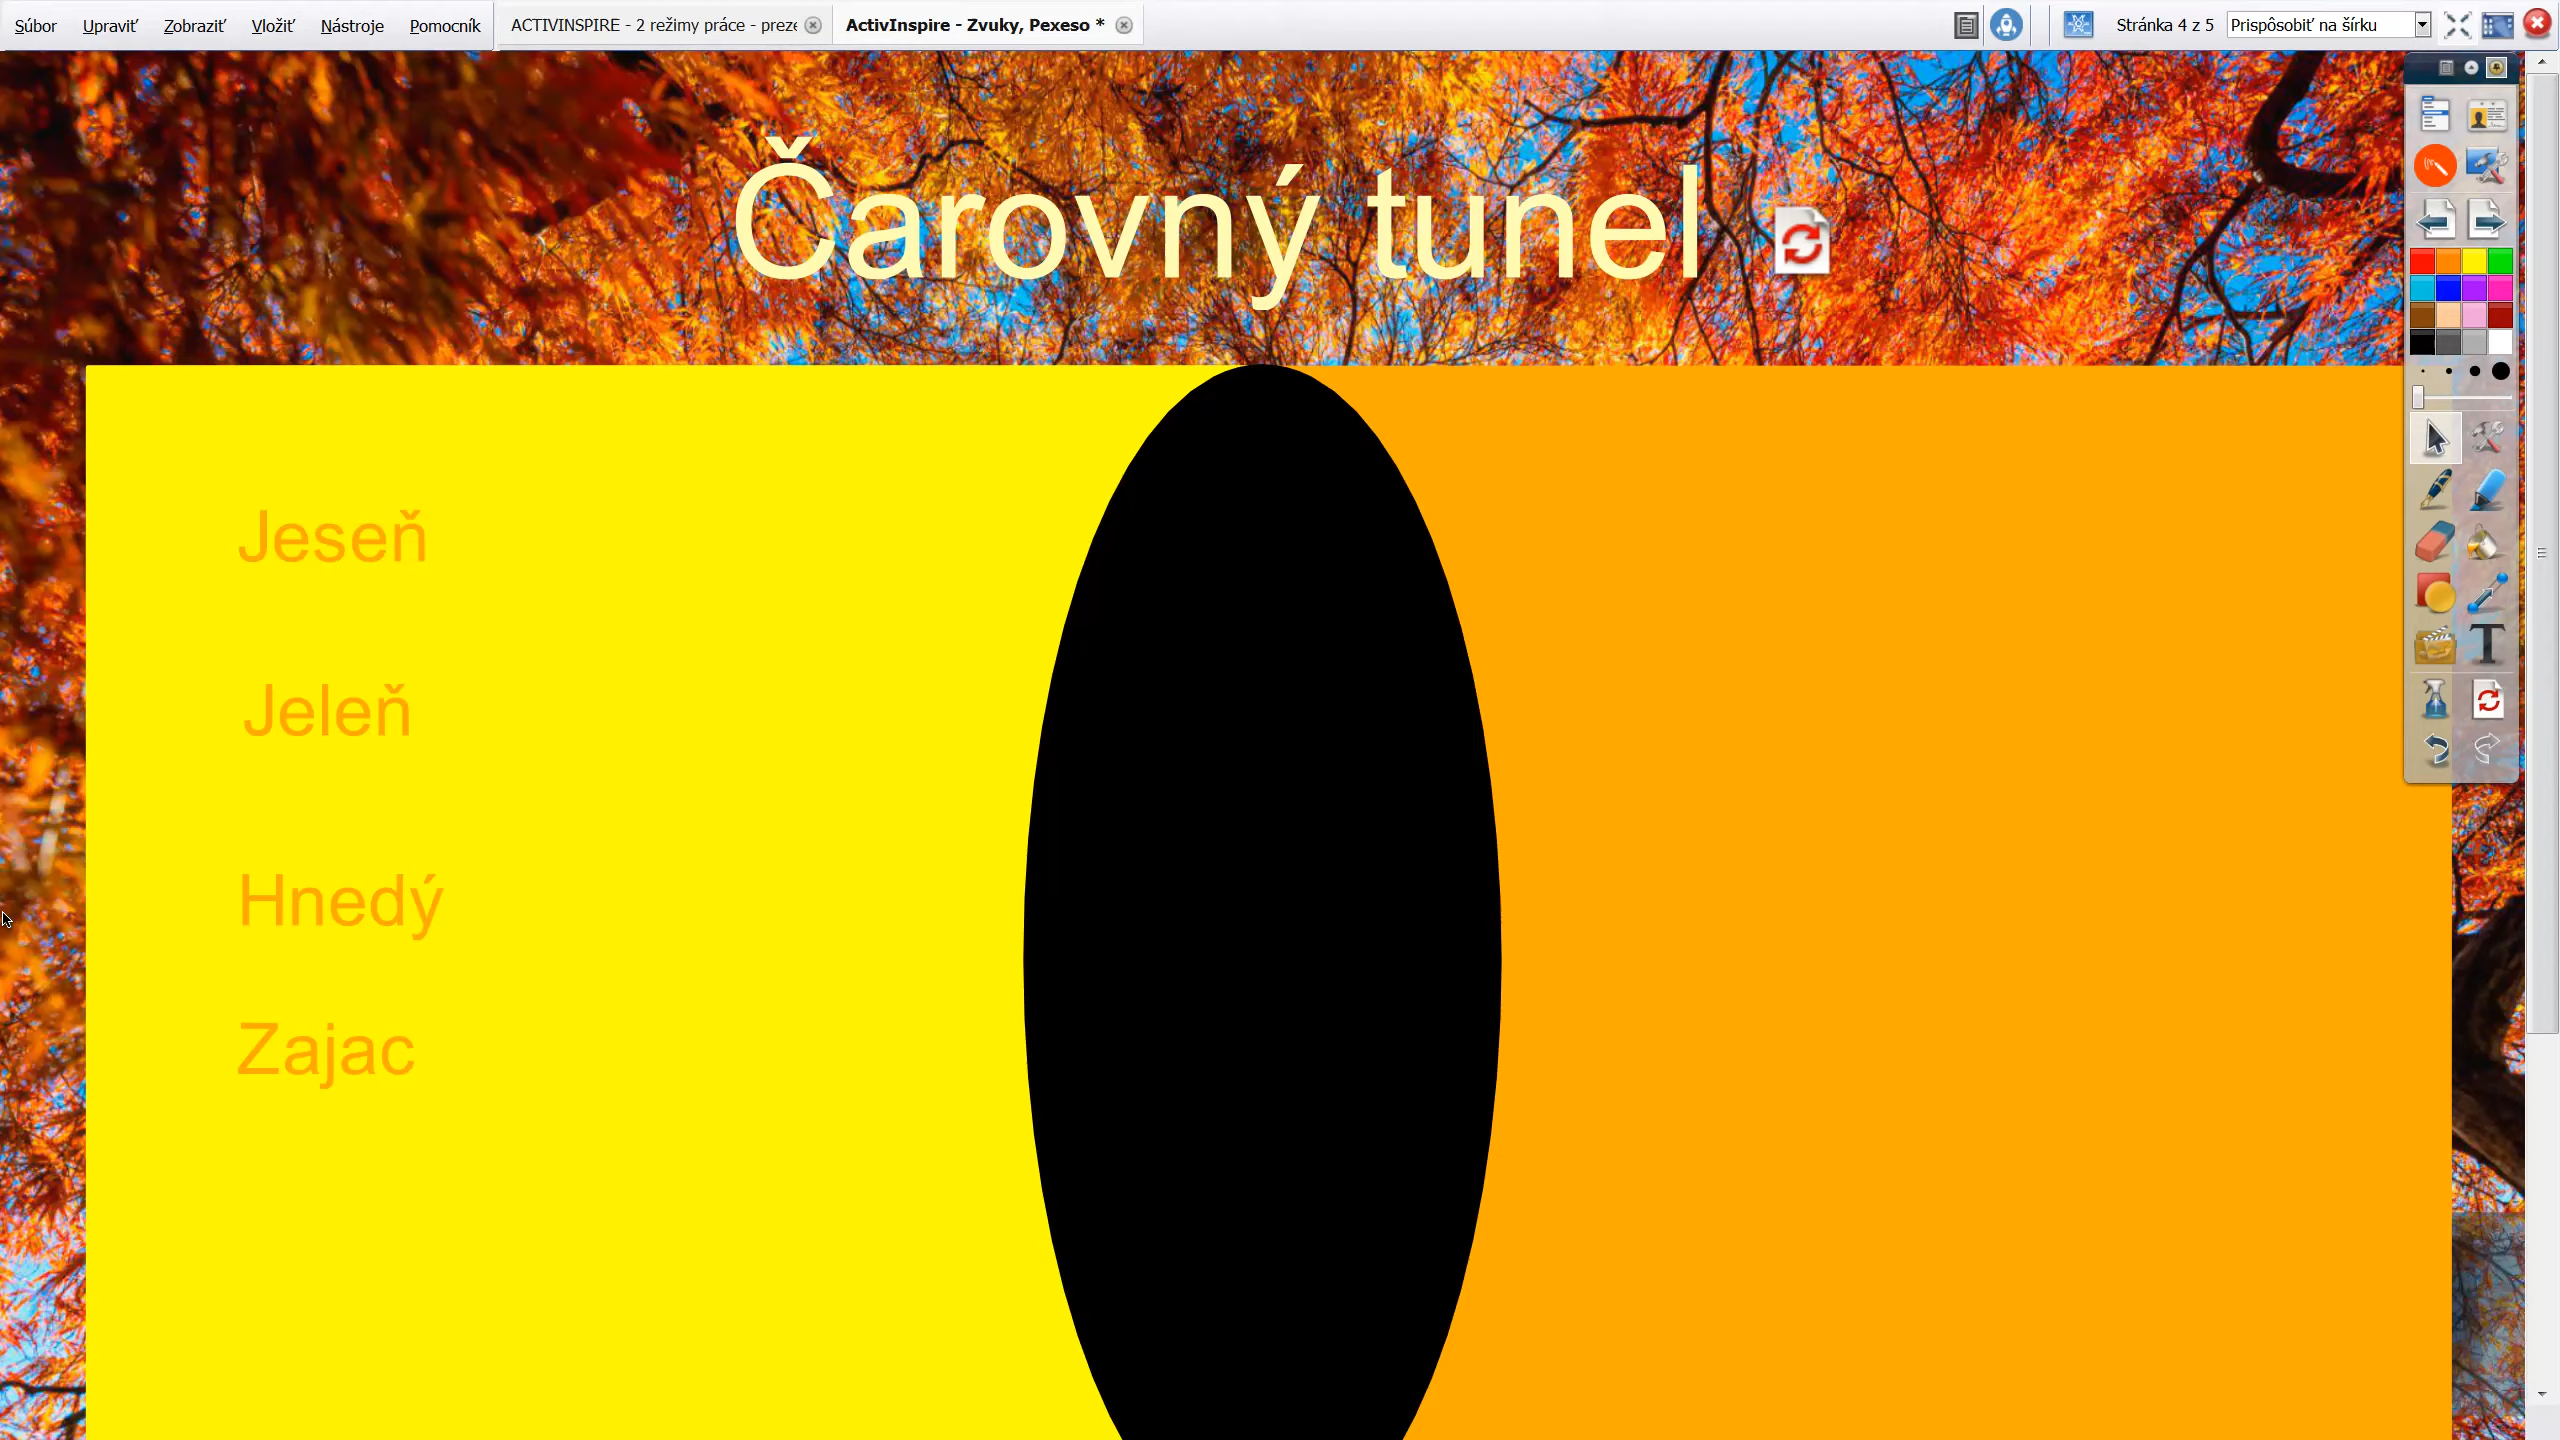 Súbor Upraviť Zobraziť Vložiť Nástroje Pomocník
ACTIVINSPIRE - 2 režimy práce - preze
ActivInspire - Zvuky, Pexeso *
Stránka 4 z 5
Prispôsobiť na šírku
Čarovný tunel
Jeseň
Jeleň
Hnedý
Zajac